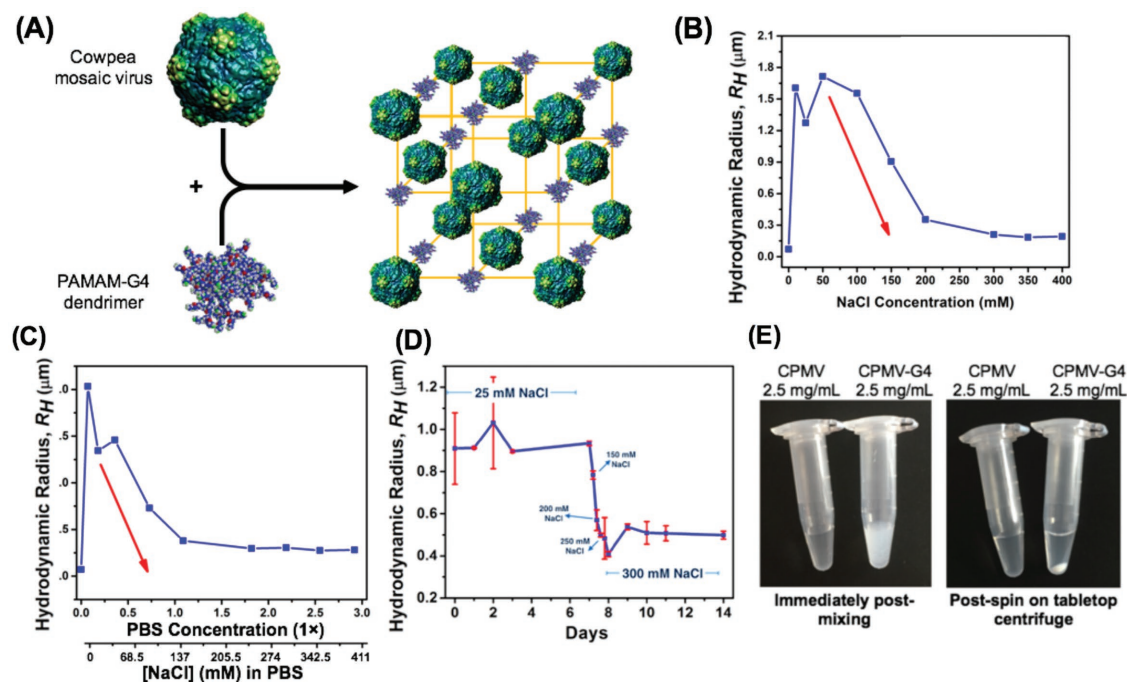 (A)
Cowpea
mosaic virus
+
PAMAM-G4
dendrimer
(B)
Hydrodynamic Radius, RH (μm)
2.1
1.8
1.5
1.2
0.9
0.6
0.3
0.0
0 50 100 150 200 250 300 350 400
NaCl Concentration (mM)
(C)
Hydrodynamic Radius, RH (μm)
.0
.5
.0
.5
.0
0.0 0.5 1.0 1.5 2.0 2.5 3.0
PBS Concentration (1×)
0 68.5 137 205.5 274 342.5 411
[NaCl] (mM) in PBS
(D)
Hydrodynamic Radius, RH (μm)
1.2
1.0
0.8
0.6
0.4
0.2
25 mM NaCl
150 mM
NaCl
200 mM
NaCl
250 mM
NaCl
300 mM NaCl
0 2 4 6 8 10 12 14
Days
(E)
CPMV CPMV-G4
2.5 mg/mL 2.5 mg/mL
Immediately post-
mixing
CPMV CPMV-G4
2.5 mg/mL 2.5 mg/mL
Post-spin on tabletop
centrifuge